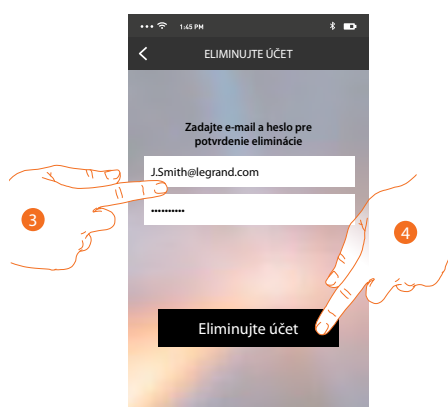 1:45 PM
ELIMINUJTE ÚČET
Zadajte e-mail a heslo pre
potvrdenie eliminácie
J.Smith@legrand.com
••••••••••
3
4
Eliminujte účet